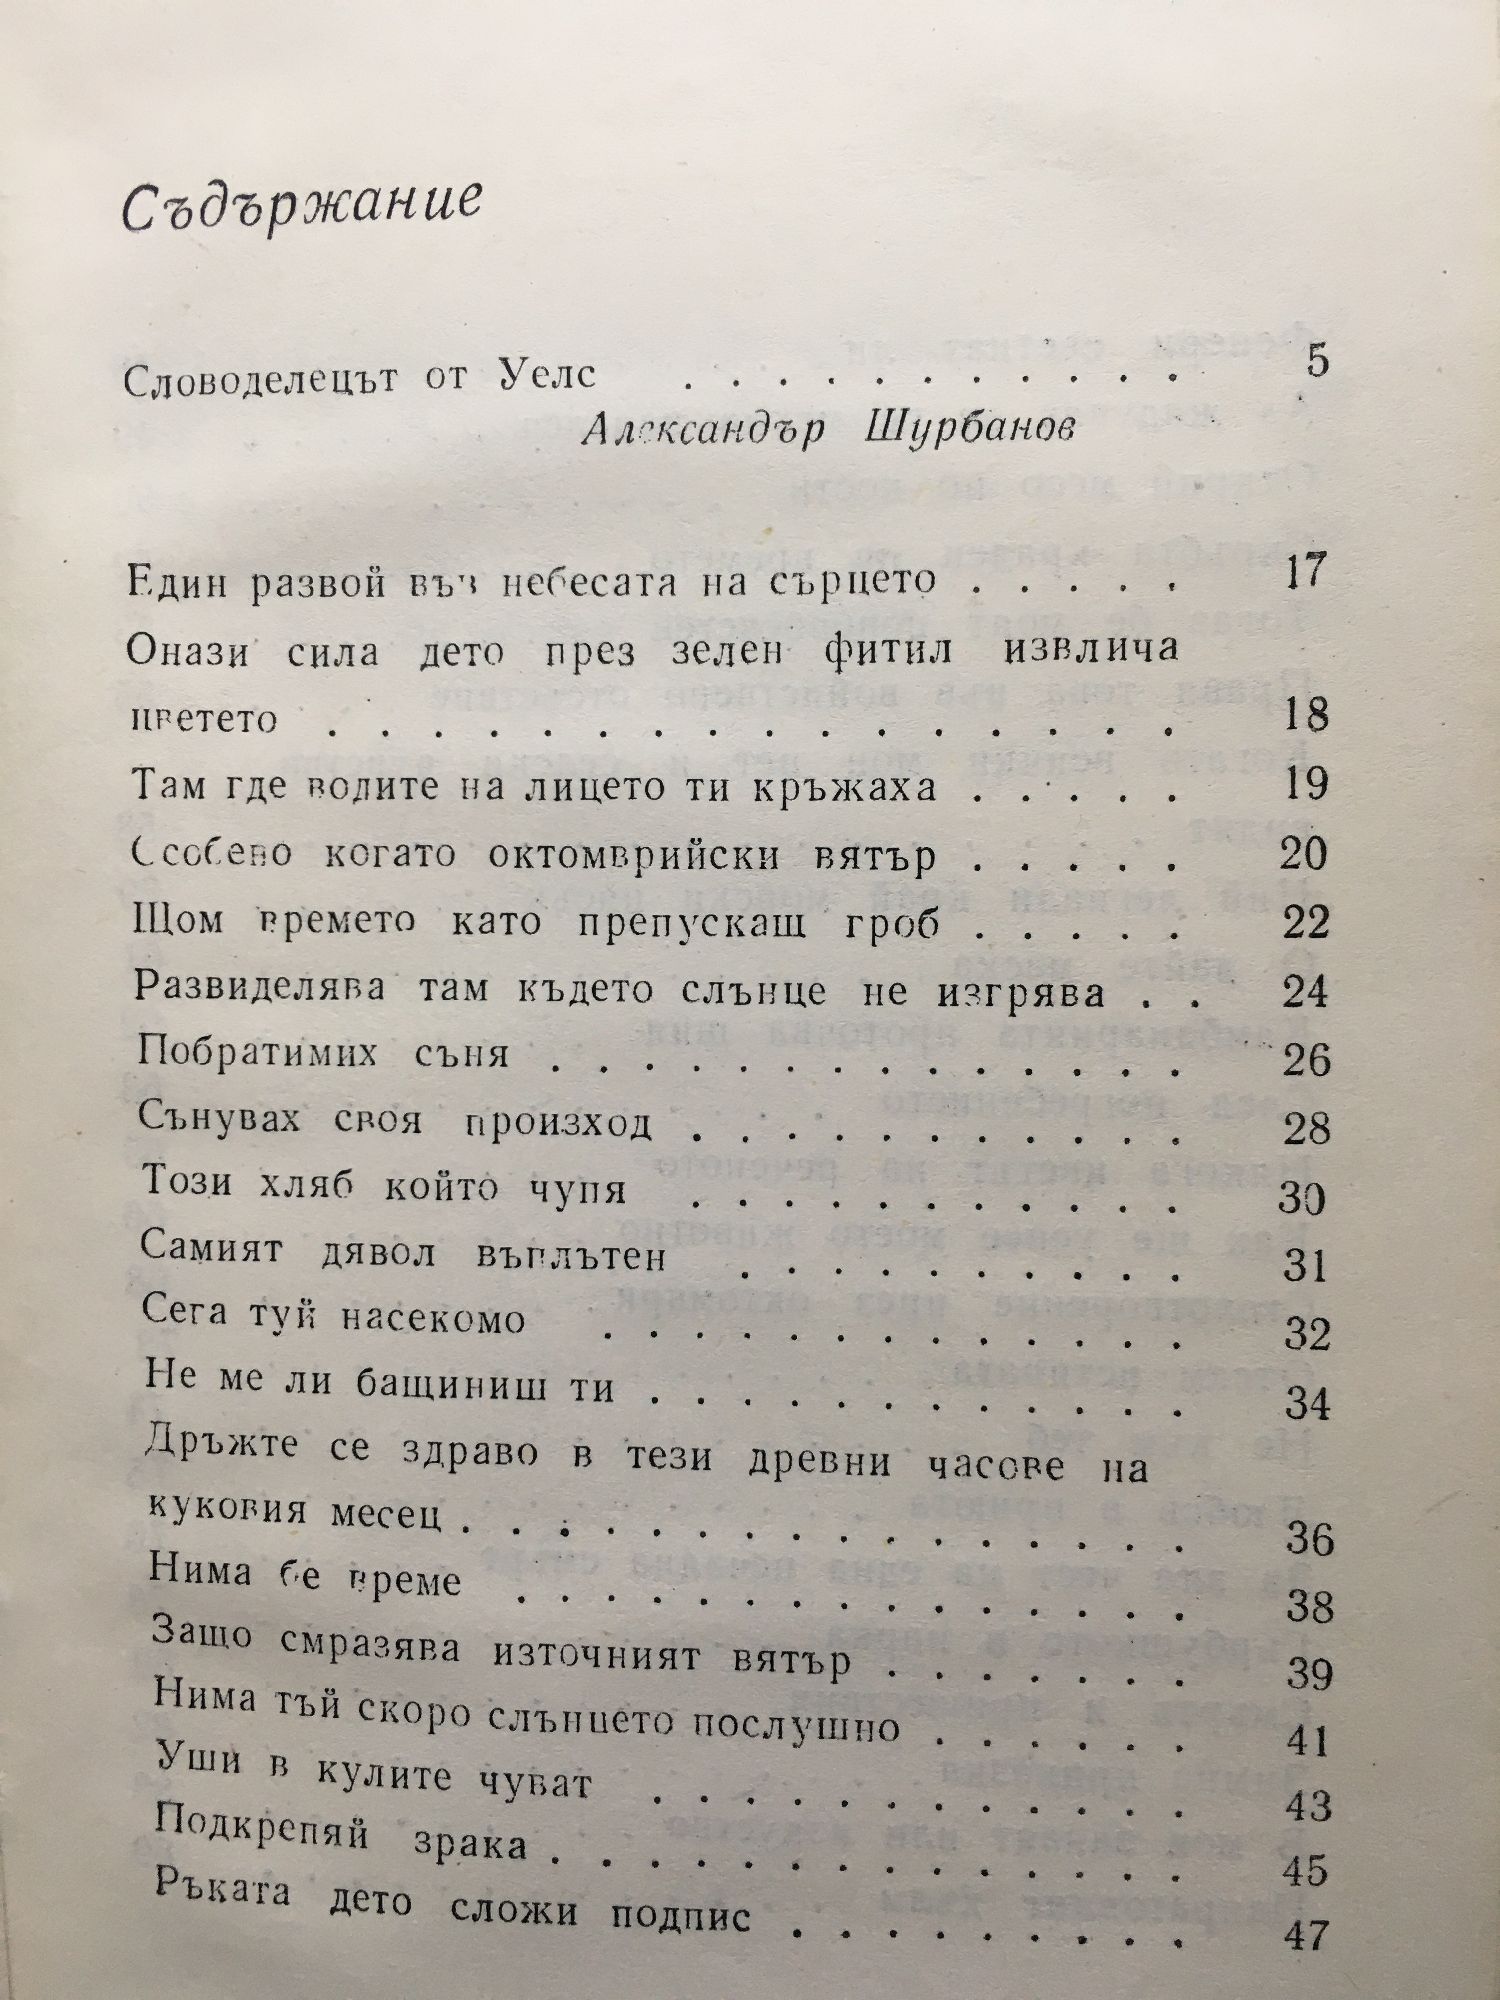 Съдържание
Словоделецът от Уелс . . . . . . . . . . . 5
Александър Шурбанов
Един развой във небесата на сърцето . . . . . 17
Онази сила дето през зелен фитил извлича
цветето . . . . . . . . . . . . . . . . 18
Там где водите на лицето ти кръжаха . . . . . 19
Особено когато октомврийски вятър . . . . . 20
Щом времето като препускащ гроб . . . . . 22
Развиделява там където слънце не изгрява . . 24
Побратимих съня . . . . . . . . . . . . . . 26
Сънувах своя произход . . . . . . . . . . . 28
Този хляб който чупя . . . . . . . . . . . 30
Самият дявол въплътен . . . . . . . . . . 31
Сега туй насекомо . . . . . . . . . . . . . 32
Не ме ли бащиниш ти . . . . . . . . . . . . 34
Дръжте се здраво в тези древни часове на
куковия месец . . . . . . . . . . . . . . . . 36
Нима бе време . . . . . . . . . . . . . . . 38
Защо смразява източният вятър . . . . . . . 39
Нима тъй скоро слънцето послушно . . . . . . 41
Уши в кулите чуват . . . . . . . . . . . . 43
Подкрепяй зрака . . . . . . . . . . . . . . 45
Ръката дето сложи подпис . . . . . . . . . 47